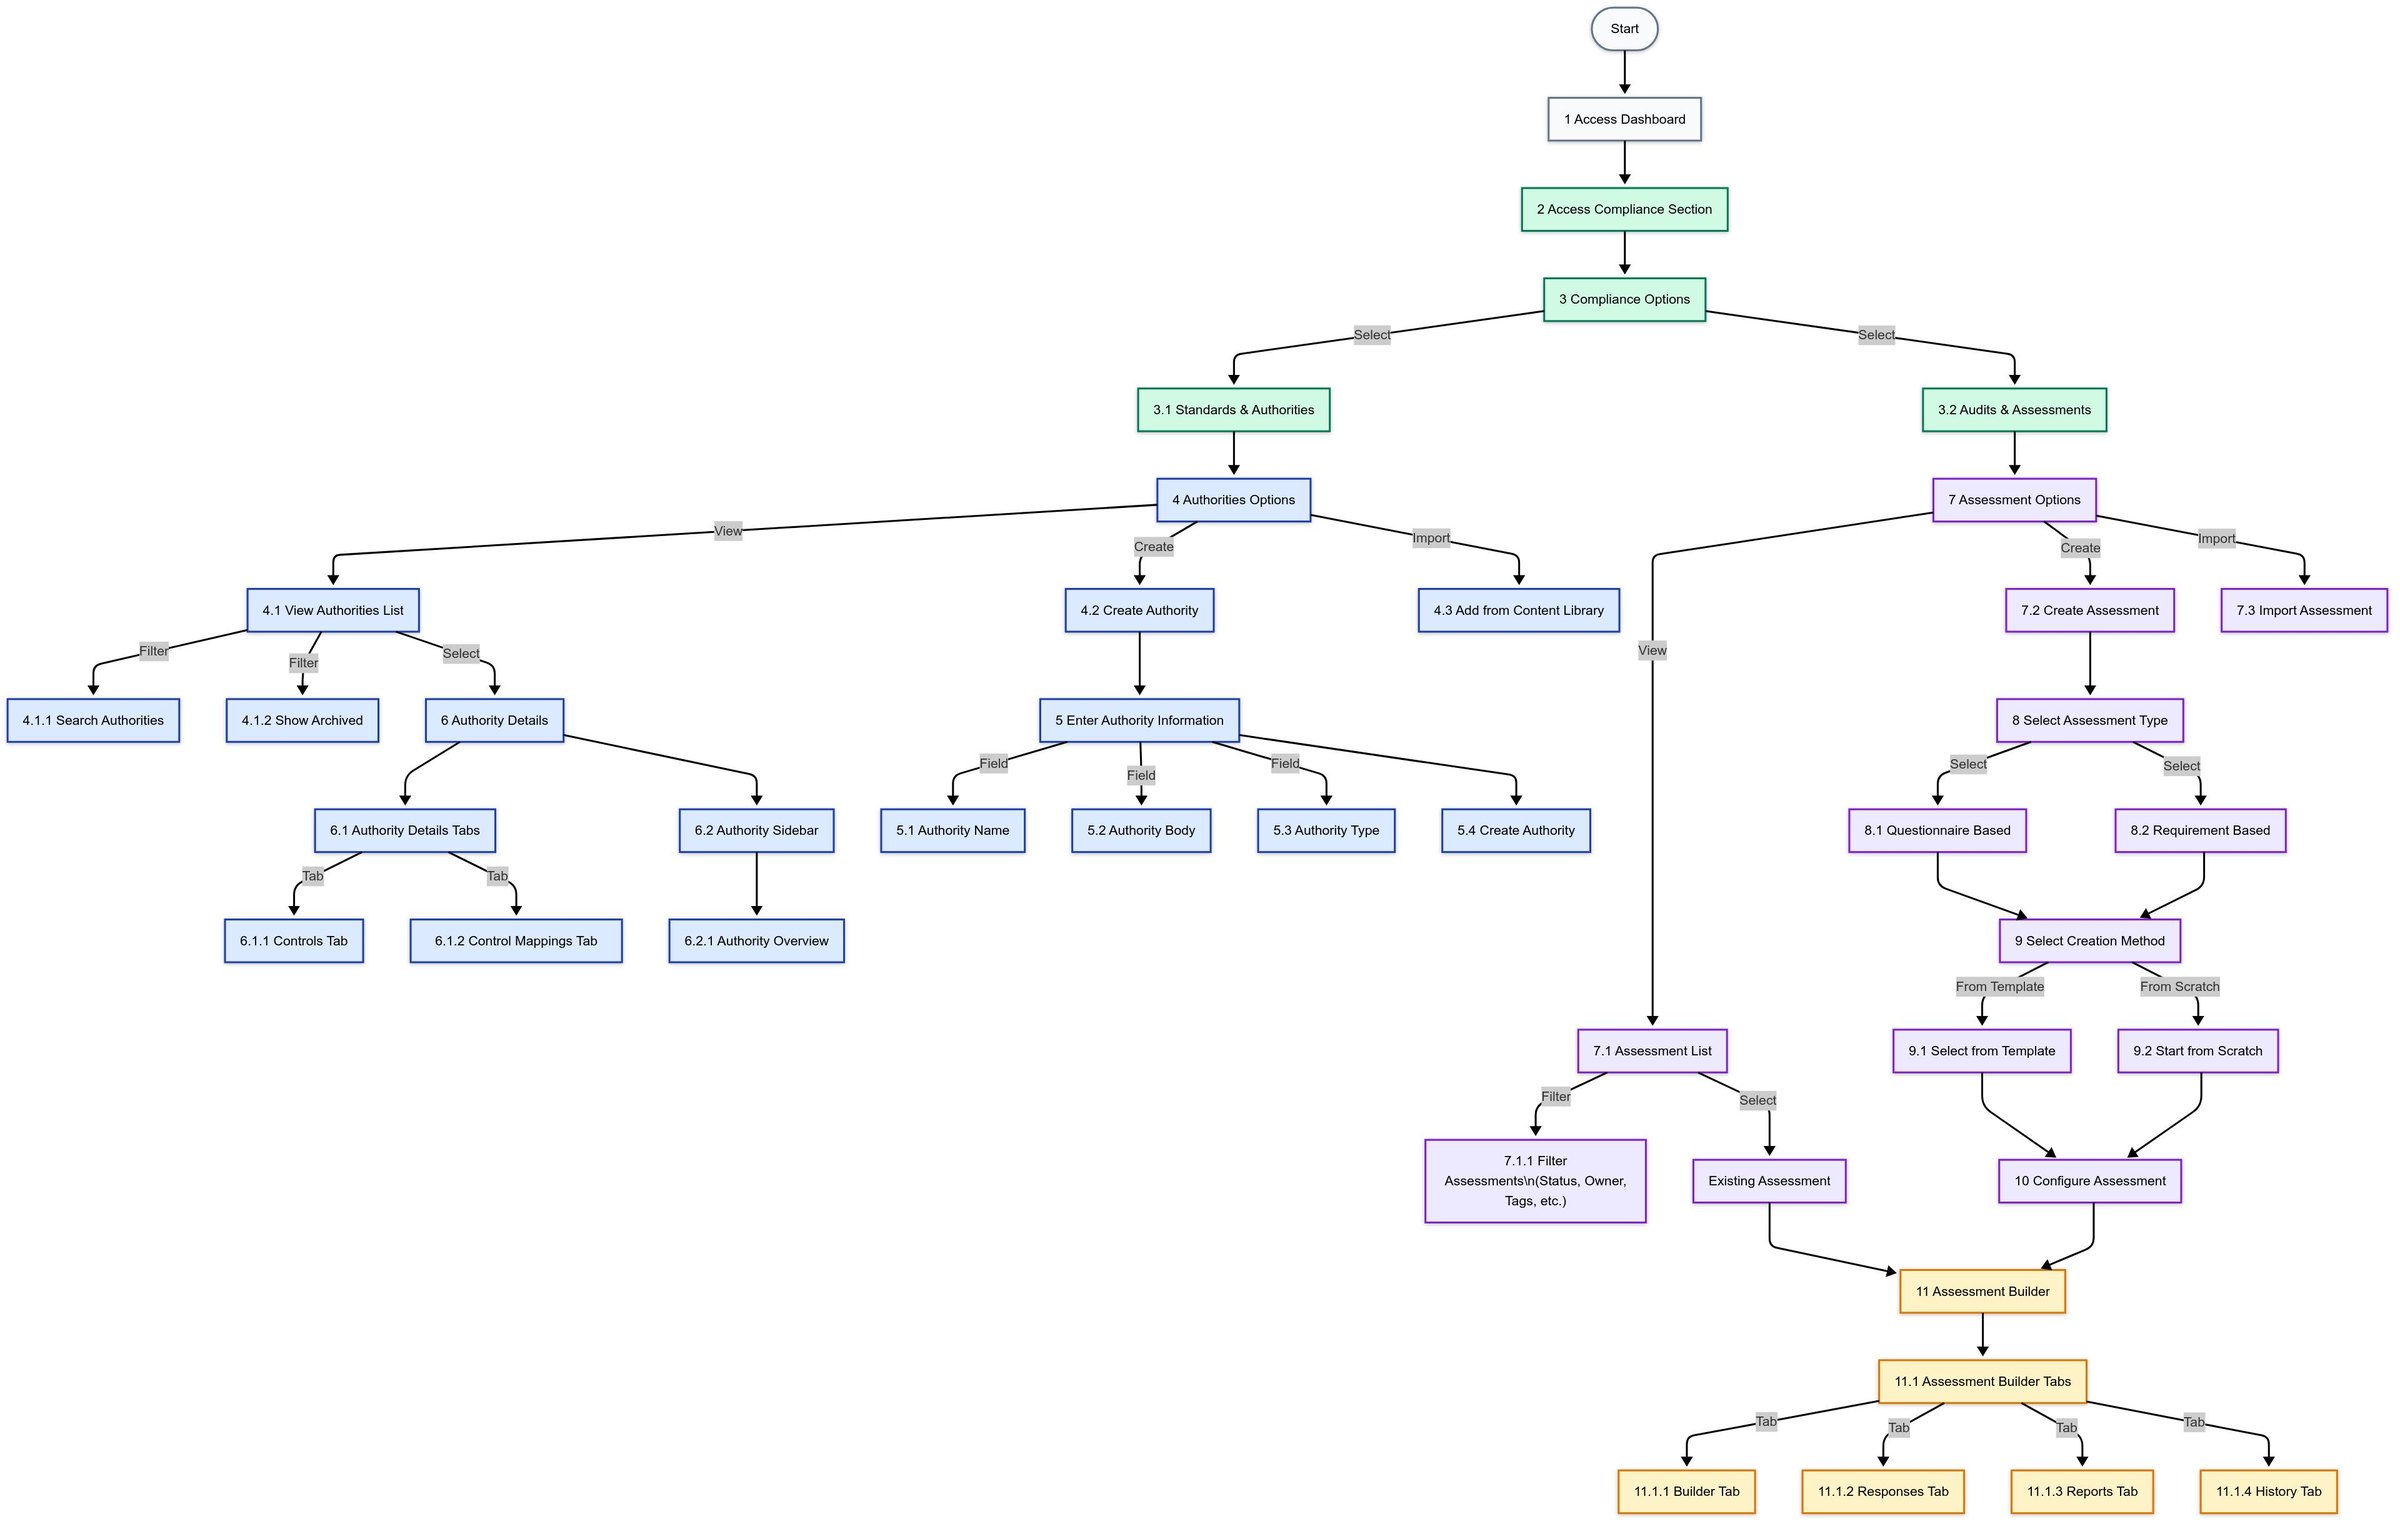 Start
1 Access Dashboard
2 Access Compliance Section
3 Compliance Options
Select
Select
3.1 Standards & Authorities
3.2 Audits & Assessments
4 Authorities Options
7 Assessment Options
View
Create
Import
Create
Import
4.1 View Authorities List
4.2 Create Authority
4.3 Add from Content Library
7.2 Create Assessment
7.3 Import Assessment
Filter
Filter
Select
View
4.1.1 Search Authorities
4.1.2 Show Archived
6 Authority Details
5 Enter Authority Information
8 Select Assessment Type
Field
Field
Field
Select
Select
6.1 Authority Details Tabs
6.2 Authority Sidebar
5.1 Authority Name
5.2 Authority Body
5.3 Authority Type
5.4 Create Authority
8.1 Questionnaire Based
8.2 Requirement Based
Tab
Tab
6.1.1 Controls Tab
6.1.2 Control Mappings Tab
6.2.1 Authority Overview
9 Select Creation Method
From Template
From Scratch
7.1 Assessment List
9.1 Select from Template
9.2 Start from Scratch
Filter
Select
7.1.1 Filter
Assessments\n(Status, Owner,
Tags, etc.)
Existing Assessment
10 Configure Assessment
11 Assessment Builder
11.1 Assessment Builder Tabs
Tab
Tab
Tab
Tab
11.1.1 Builder Tab
11.1.2 Responses Tab
11.1.3 Reports Tab
11.1.4 History Tab